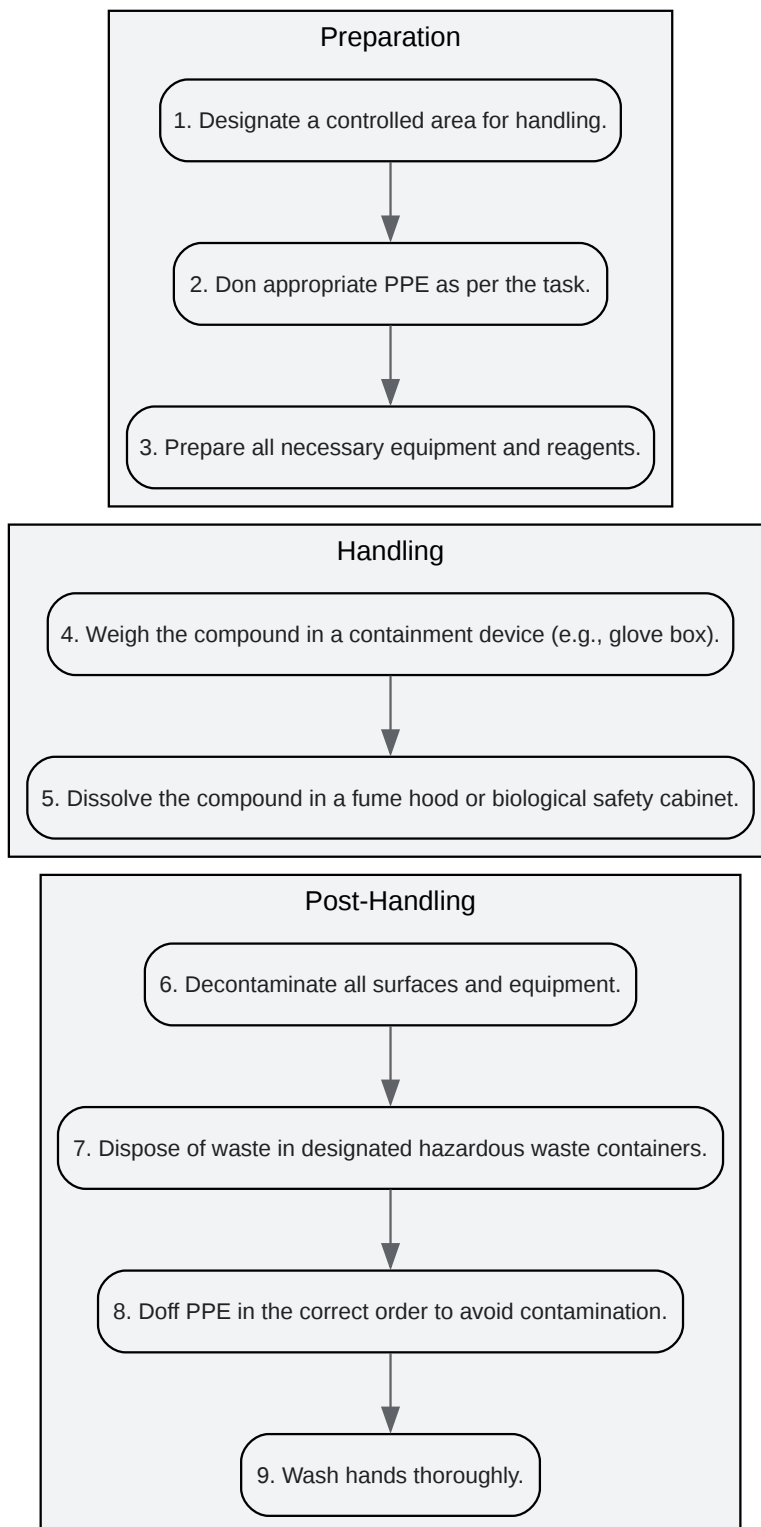 Preparation
1. Designate a controlled area for handling.
2. Don appropriate PPE as per the task.
3. Prepare all necessary equipment and reagents.
Handling
4. Weigh the compound in a containment device (e.g., glove box).
5. Dissolve the compound in a fume hood or biological safety cabinet.
Post-Handling
6. Decontaminate all surfaces and equipment.
7. Dispose of waste in designated hazardous waste containers.
8. Doff PPE in the correct order to avoid contamination.
9. Wash hands thoroughly.